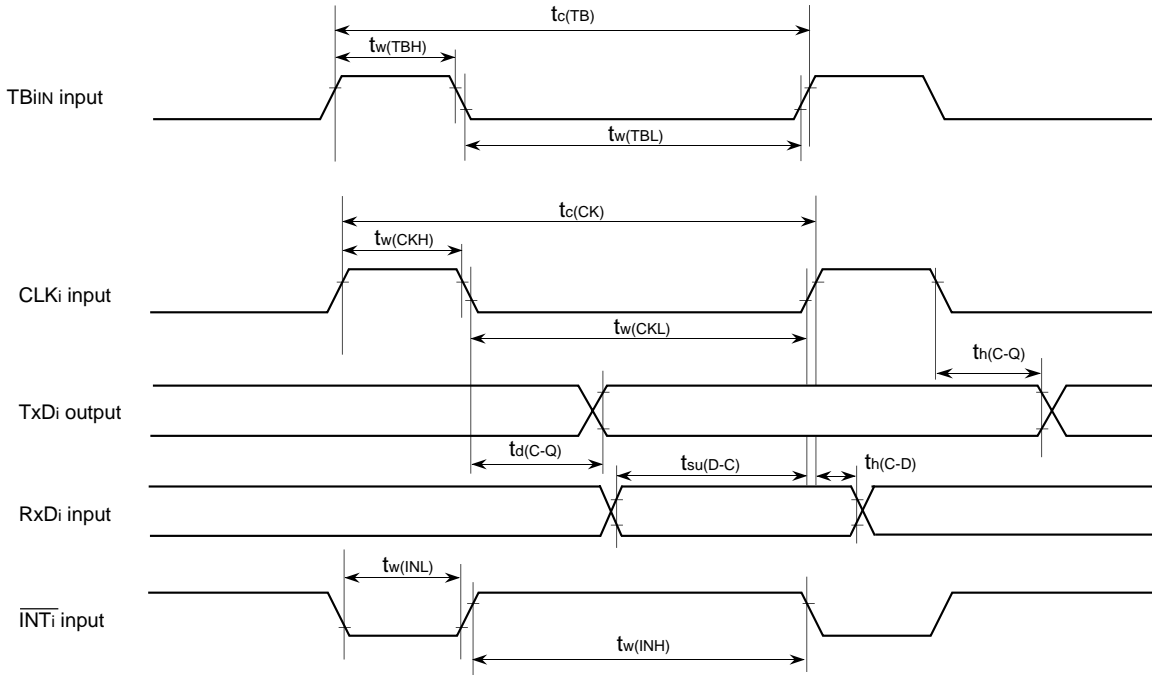 tc(TB)
tw(TBH)
TBiIN input
tw(TBL)
tc(CK)
tw(CKH)
CLKi input
tw(CKL)
th(C-Q)
TxDi output
td(C-Q)
tsu(D-C)
th(C-D)
RxDi input
tw(INL)
INTi input
tw(INH)